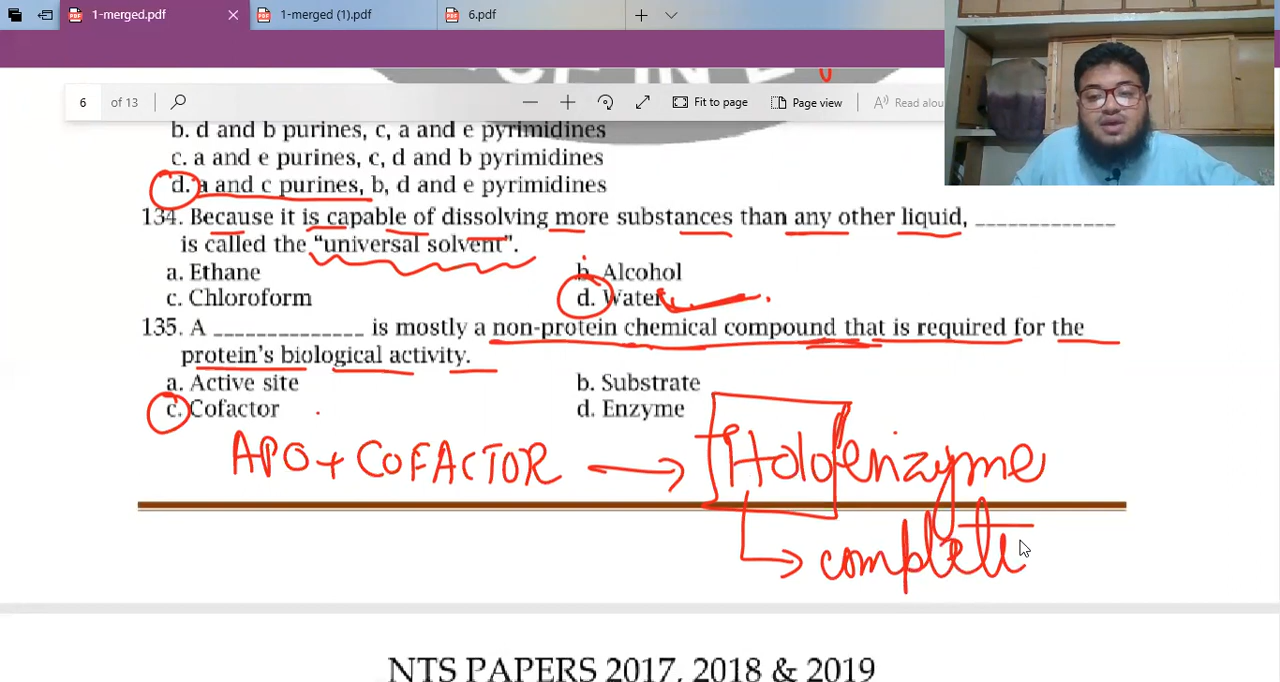 1-merged.pdf
1-merged (1).pdf
6.pdf
6 of 13
Fit to page
Page view
Read alou
b. d and b purines, c, a and e pyrimidines
c. a and e purines, c, d and b pyrimidines
d. a and c purines, b, d and e pyrimidines
134. Because it is capable of dissolving more substances than any other liquid, ____________
is called the “universal solvent”.
a. Ethane b. Alcohol
c. Chloroform d. Water
135. A _____________ is mostly a non-protein chemical compound that is required for the
protein's biological activity.
a. Active site b. Substrate
c. Cofactor d. Enzyme
APO + COFACTOR → Holoenzyme
→ complete
NTS PAPERS 2017, 2018 & 2019